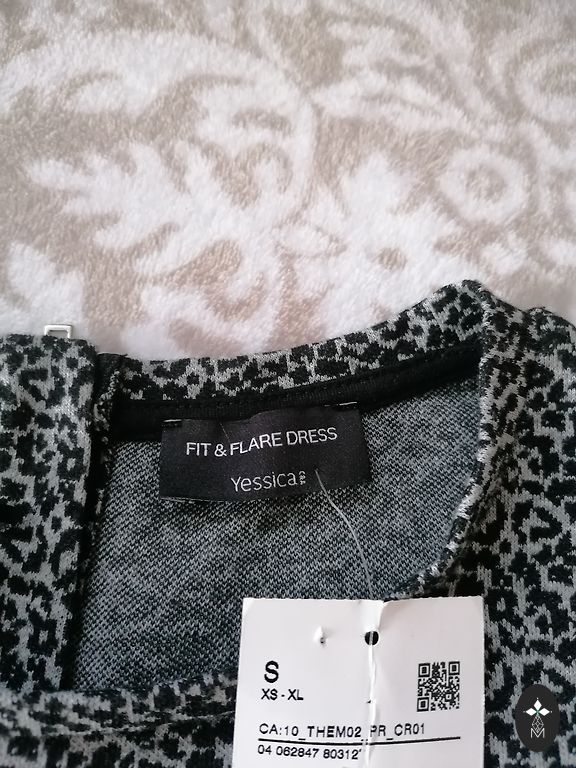 FIT & FLARE DRESS
Yessica
S
XS - XL
CA:10_THEM02_PR_CR01
04 062847 80312
M